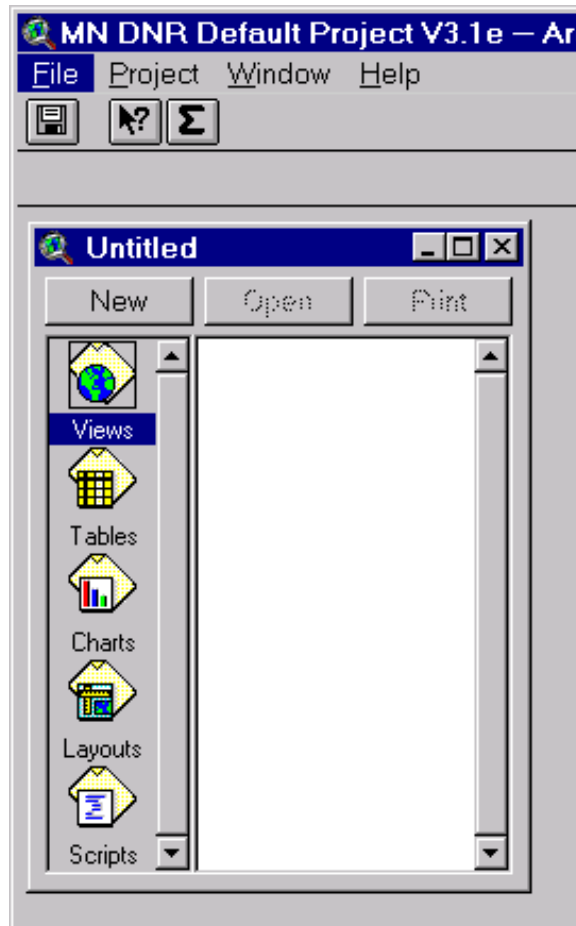 MN DNR Default Project V3.1e — Ar
File Project Window Help
Untitled
New Open Print
Views
Tables
Charts
Layouts
Scripts